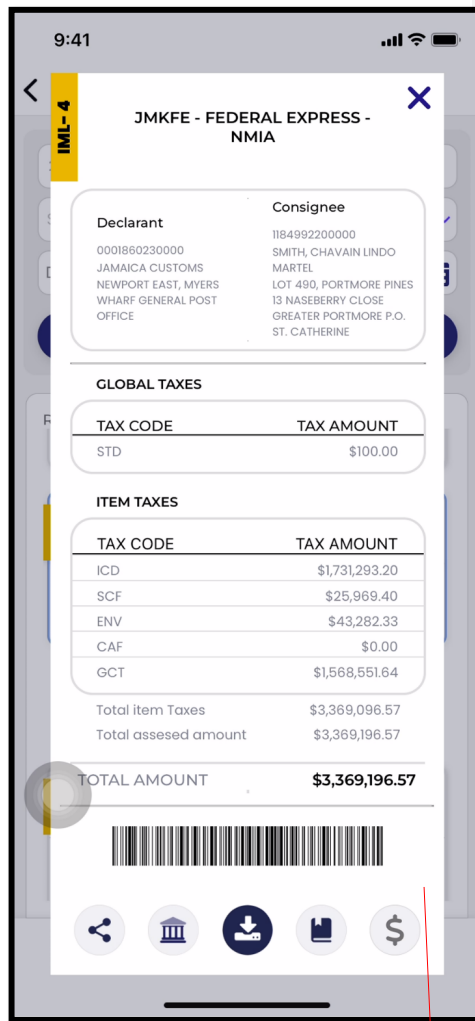 9:41
IML- 4
JMKFE - FEDERAL EXPRESS -
NMIA
Declarant
0001860230000
JAMAICA CUSTOMS
NEWPORT EAST, MYERS
WHARF GENERAL POST
OFFICE
Consignee
1184992200000
SMITH, CHAVAIN LINDO
MARTEL
LOT 490, PORTMORE PINES
13 NASEBERRY CLOSE
GREATER PORTMORE P.O.
ST. CATHERINE
GLOBAL TAXES
TAX CODE TAX AMOUNT
STD $100.00
ITEM TAXES
TAX CODE TAX AMOUNT
ICD $1,731,293.20
SCF $25,969.40
ENV $43,282.33
CAF $0.00
GCT $1,568,551.64
Total item Taxes $3,369,096.57
Total assesed amount $3,369,196.57
TOTAL AMOUNT $3,369,196.57
$